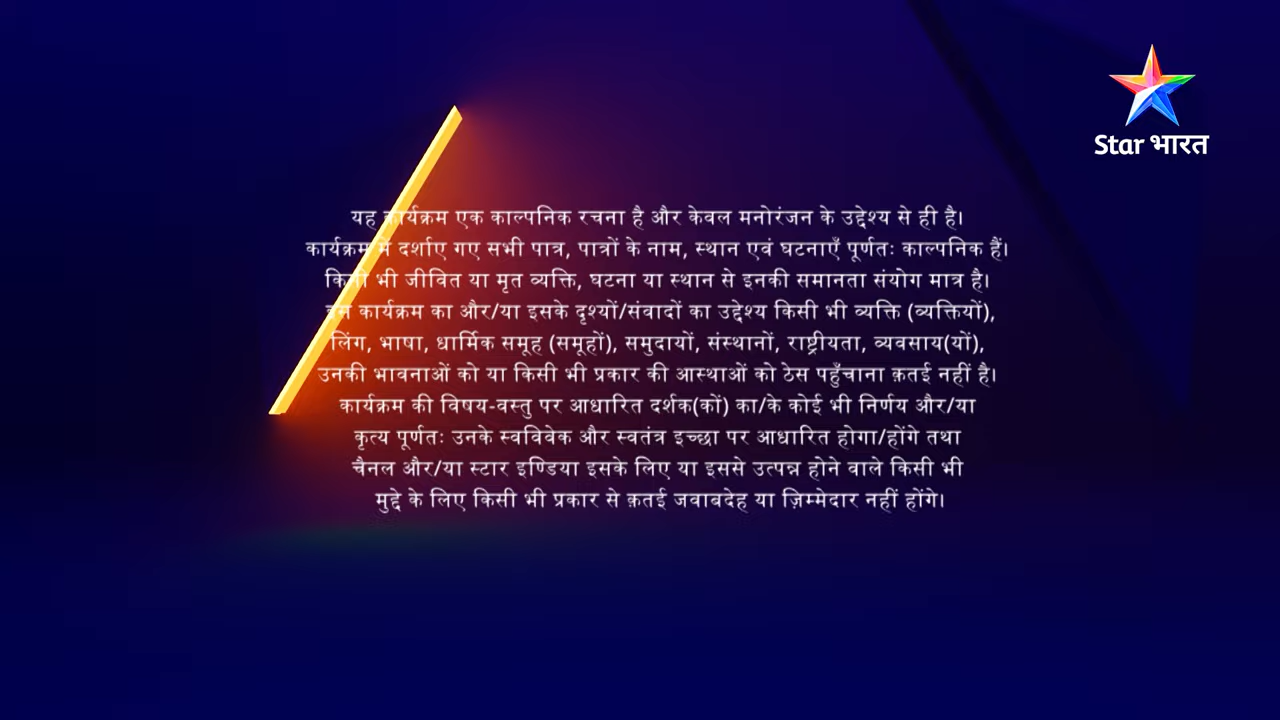 Star भारत
यह कार्यक्रम एक काल्पनिक रचना है और केवल मनोरंजन के उद्देश्य से ही है।
कार्यक्रम में दर्शाए गए सभी पात्र, पात्रों के नाम, स्थान एवं घटनाएँ पूर्णतः काल्पनिक हैं।
किसी भी जीवित या मृत व्यक्ति, घटना या स्थान से इनकी समानता संयोग मात्र है।
इस कार्यक्रम का और/या इसके दृश्यों/संवादों का उद्देश्य किसी भी व्यक्ति (व्यक्तियों),
लिंग, भाषा, धार्मिक समूह (समूहों), समुदायों, संस्थानों, राष्ट्रीयता, व्यवसाय(यों),
उनकी भावनाओं को या किसी भी प्रकार की आस्थाओं को ठेस पहुँचाना क़तई नहीं है।
कार्यक्रम की विषय-वस्तु पर आधारित दर्शक(कों) का/के कोई भी निर्णय और/या
कृत्य पूर्णतः उनके स्वविवेक और स्वतंत्र इच्छा पर आधारित होगा/होंगे तथा
चैनल और/या स्टार इण्डिया इसके लिए या इससे उत्पन्न होने वाले किसी भी
मुद्दे के लिए किसी भी प्रकार से क़तई जवाबदेह या ज़िम्मेदार नहीं होंगे।